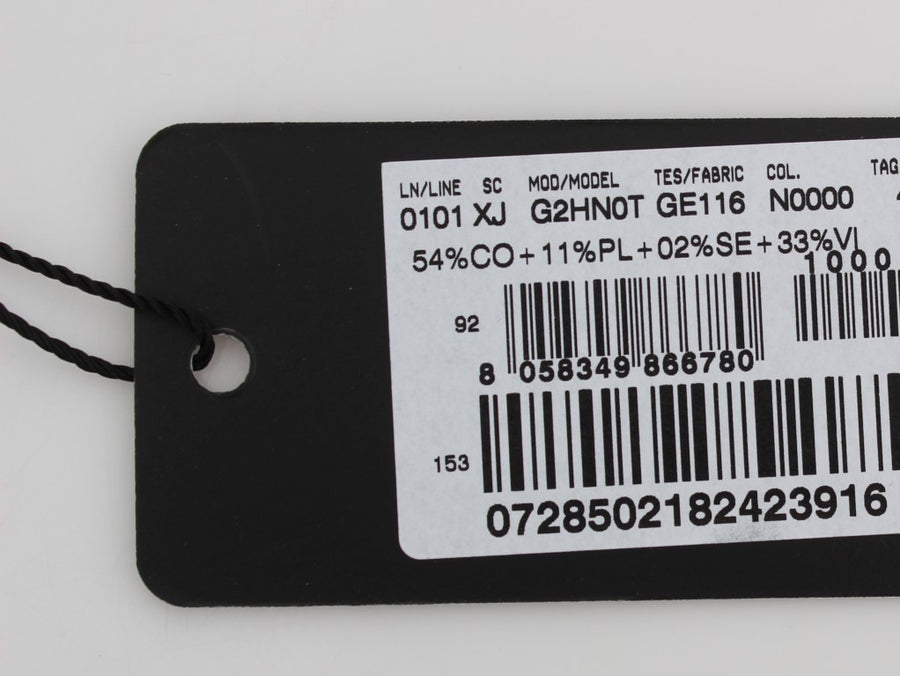 LN/LINE SC MOD/MODEL TES/FABRIC COL. TAG
0101 XJ G2HN0T GE116 N0000
54%CO+11%PL+02%SE+33%VI
1000
92
8 058349 866780
153
0728502182423916